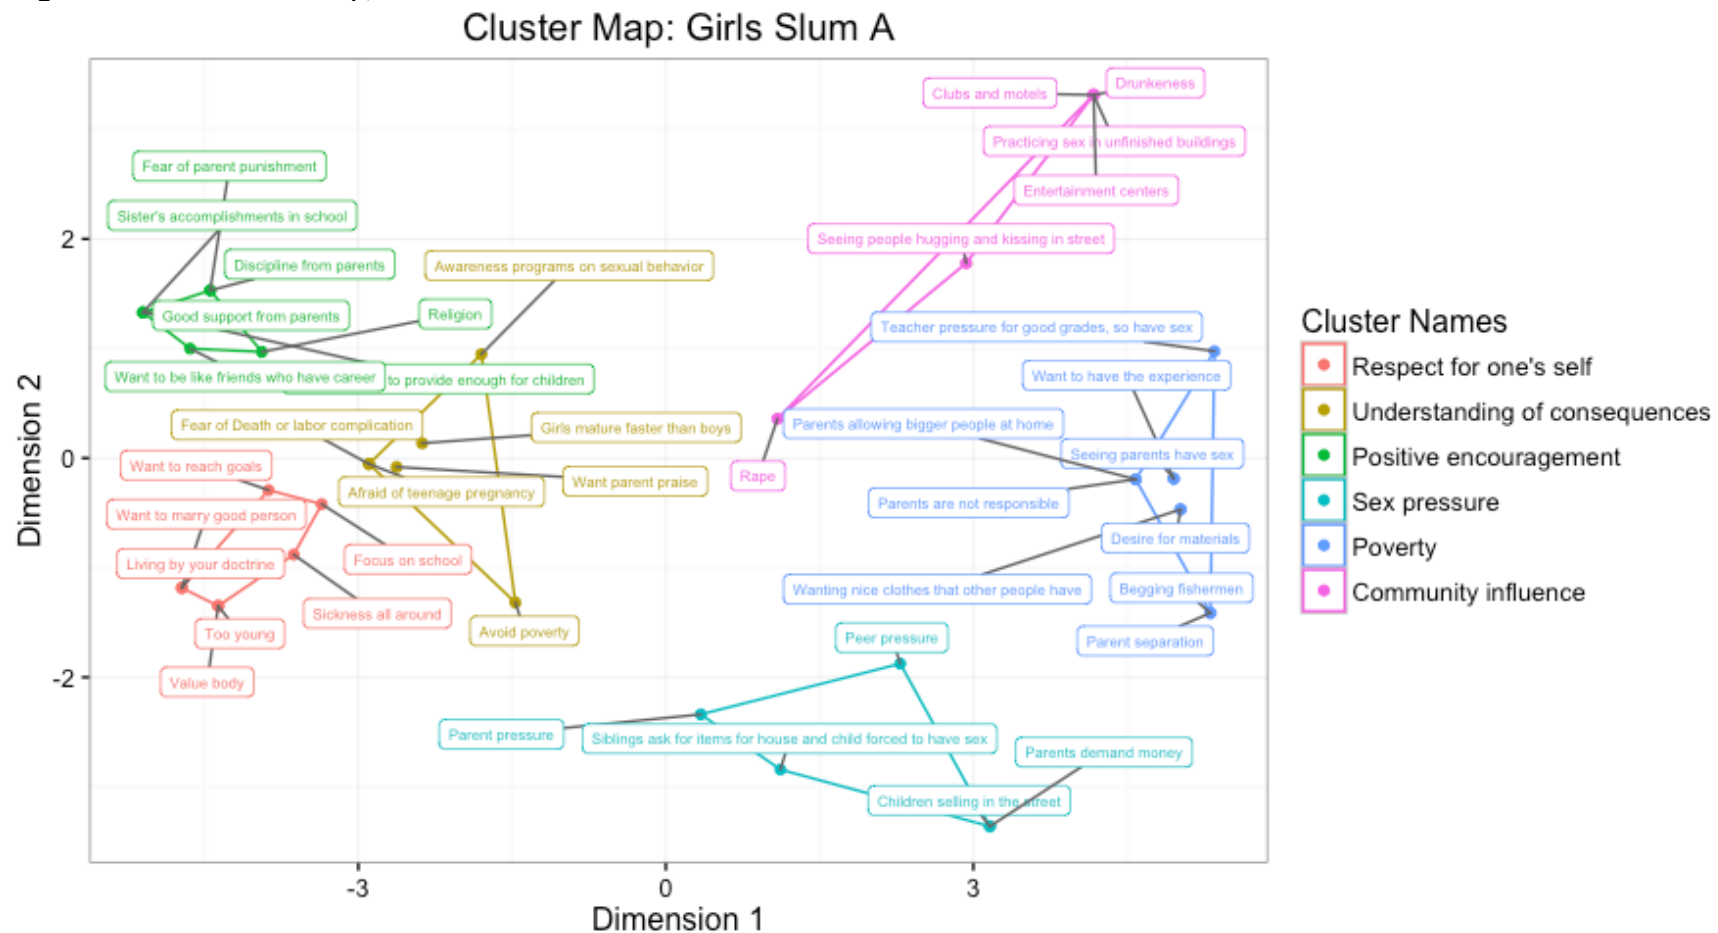 Cluster Map: Girls Slum A
Drunkeness
Clubs and motels
Practicing sex in unfinished buildings
Fear of parent punishment
Entertainment centers
Sister's accomplishments in school
2
Seeing people hugging and kissing in street
Discipline from parents
Awareness programs on sexual behavior
Good support from parents
Religion
Teacher pressure for good grades, so have sex
Want to be like friends who have career
to provide enough for children
Want to have the experience
Fear of Death or labor complication
Girls mature faster than boys
Parents allowing bigger people at home
0
Seeing parents have sex
Want to reach goals
Rape
Want parent praise
Afraid of teenage pregnancy
Parents are not responsible
Want to marry good person
Desire for materials
Living by your doctrine
Focus on school
Wanting nice clothes that other people have
Begging fishermen
Sickness all around
Too young
Avoid poverty
Peer pressure
Parent separation
-2
Value body
Parent pressure
Siblings ask for items for house and child forced to have sex
Parents demand money
Children selling in the street
-3
0
3
Dimension 1
Dimension 2
Cluster Names
Respect for one's self
Understanding of consequences
Positive encouragement
Sex pressure
Poverty
Community influence